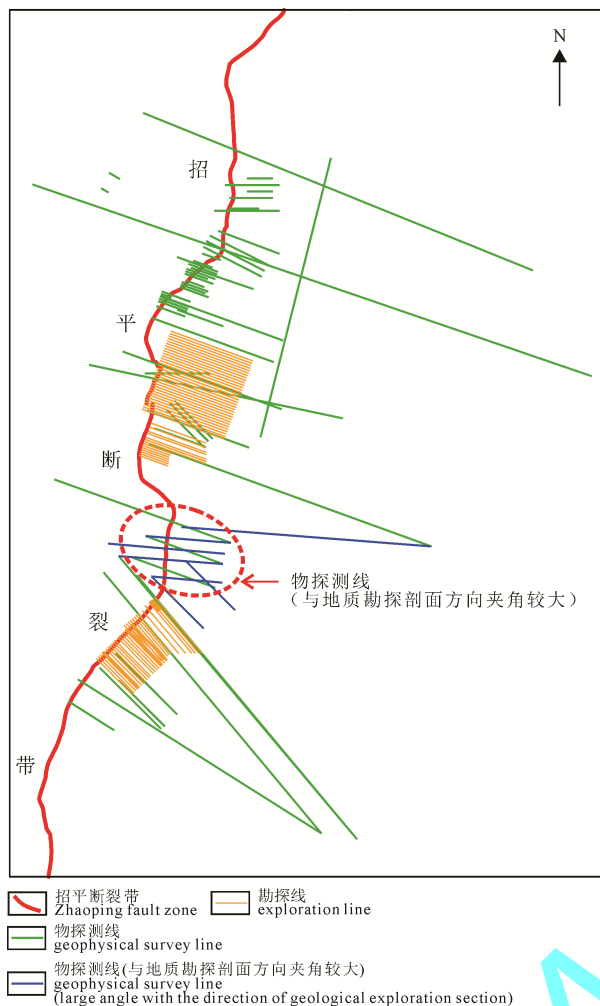 N
招
平
断
物探测线
（与地质勘探剖面方向夹角较大）
裂
带
招平断裂带
Zhaoping fault zone
勘探线
exploration line
物探测线
geophysical survey line
物探测线(与地质勘探剖面方向夹角较大)
geophysical survey line
(large angle with the direction of geological exploration section)